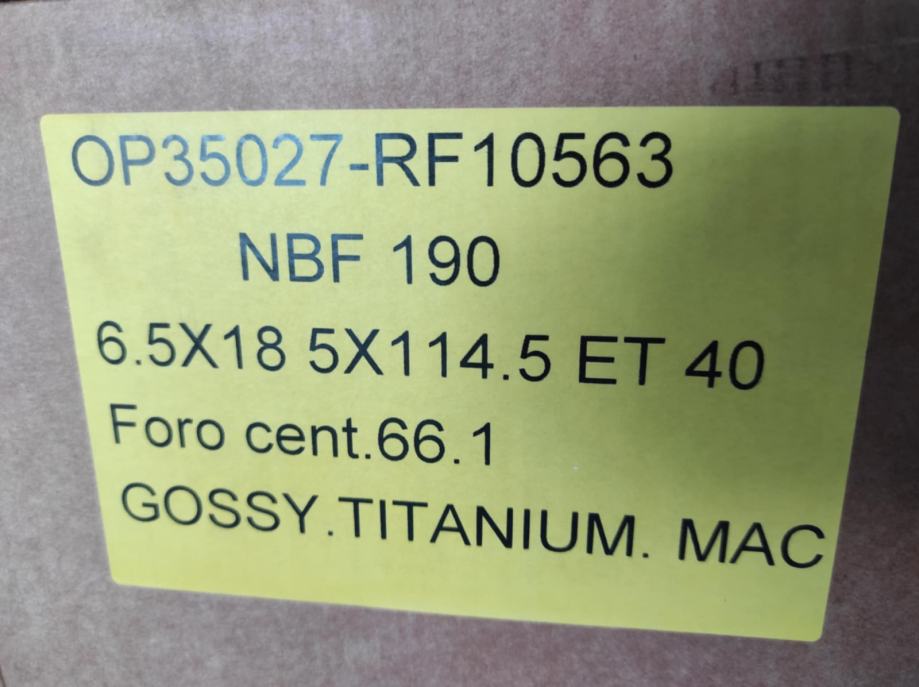 OP35027-RF10563
NBF 190
6.5X18 5X114.5 ET 40
Foro cent.66.1
GOSSY.TITANIUM. MAC